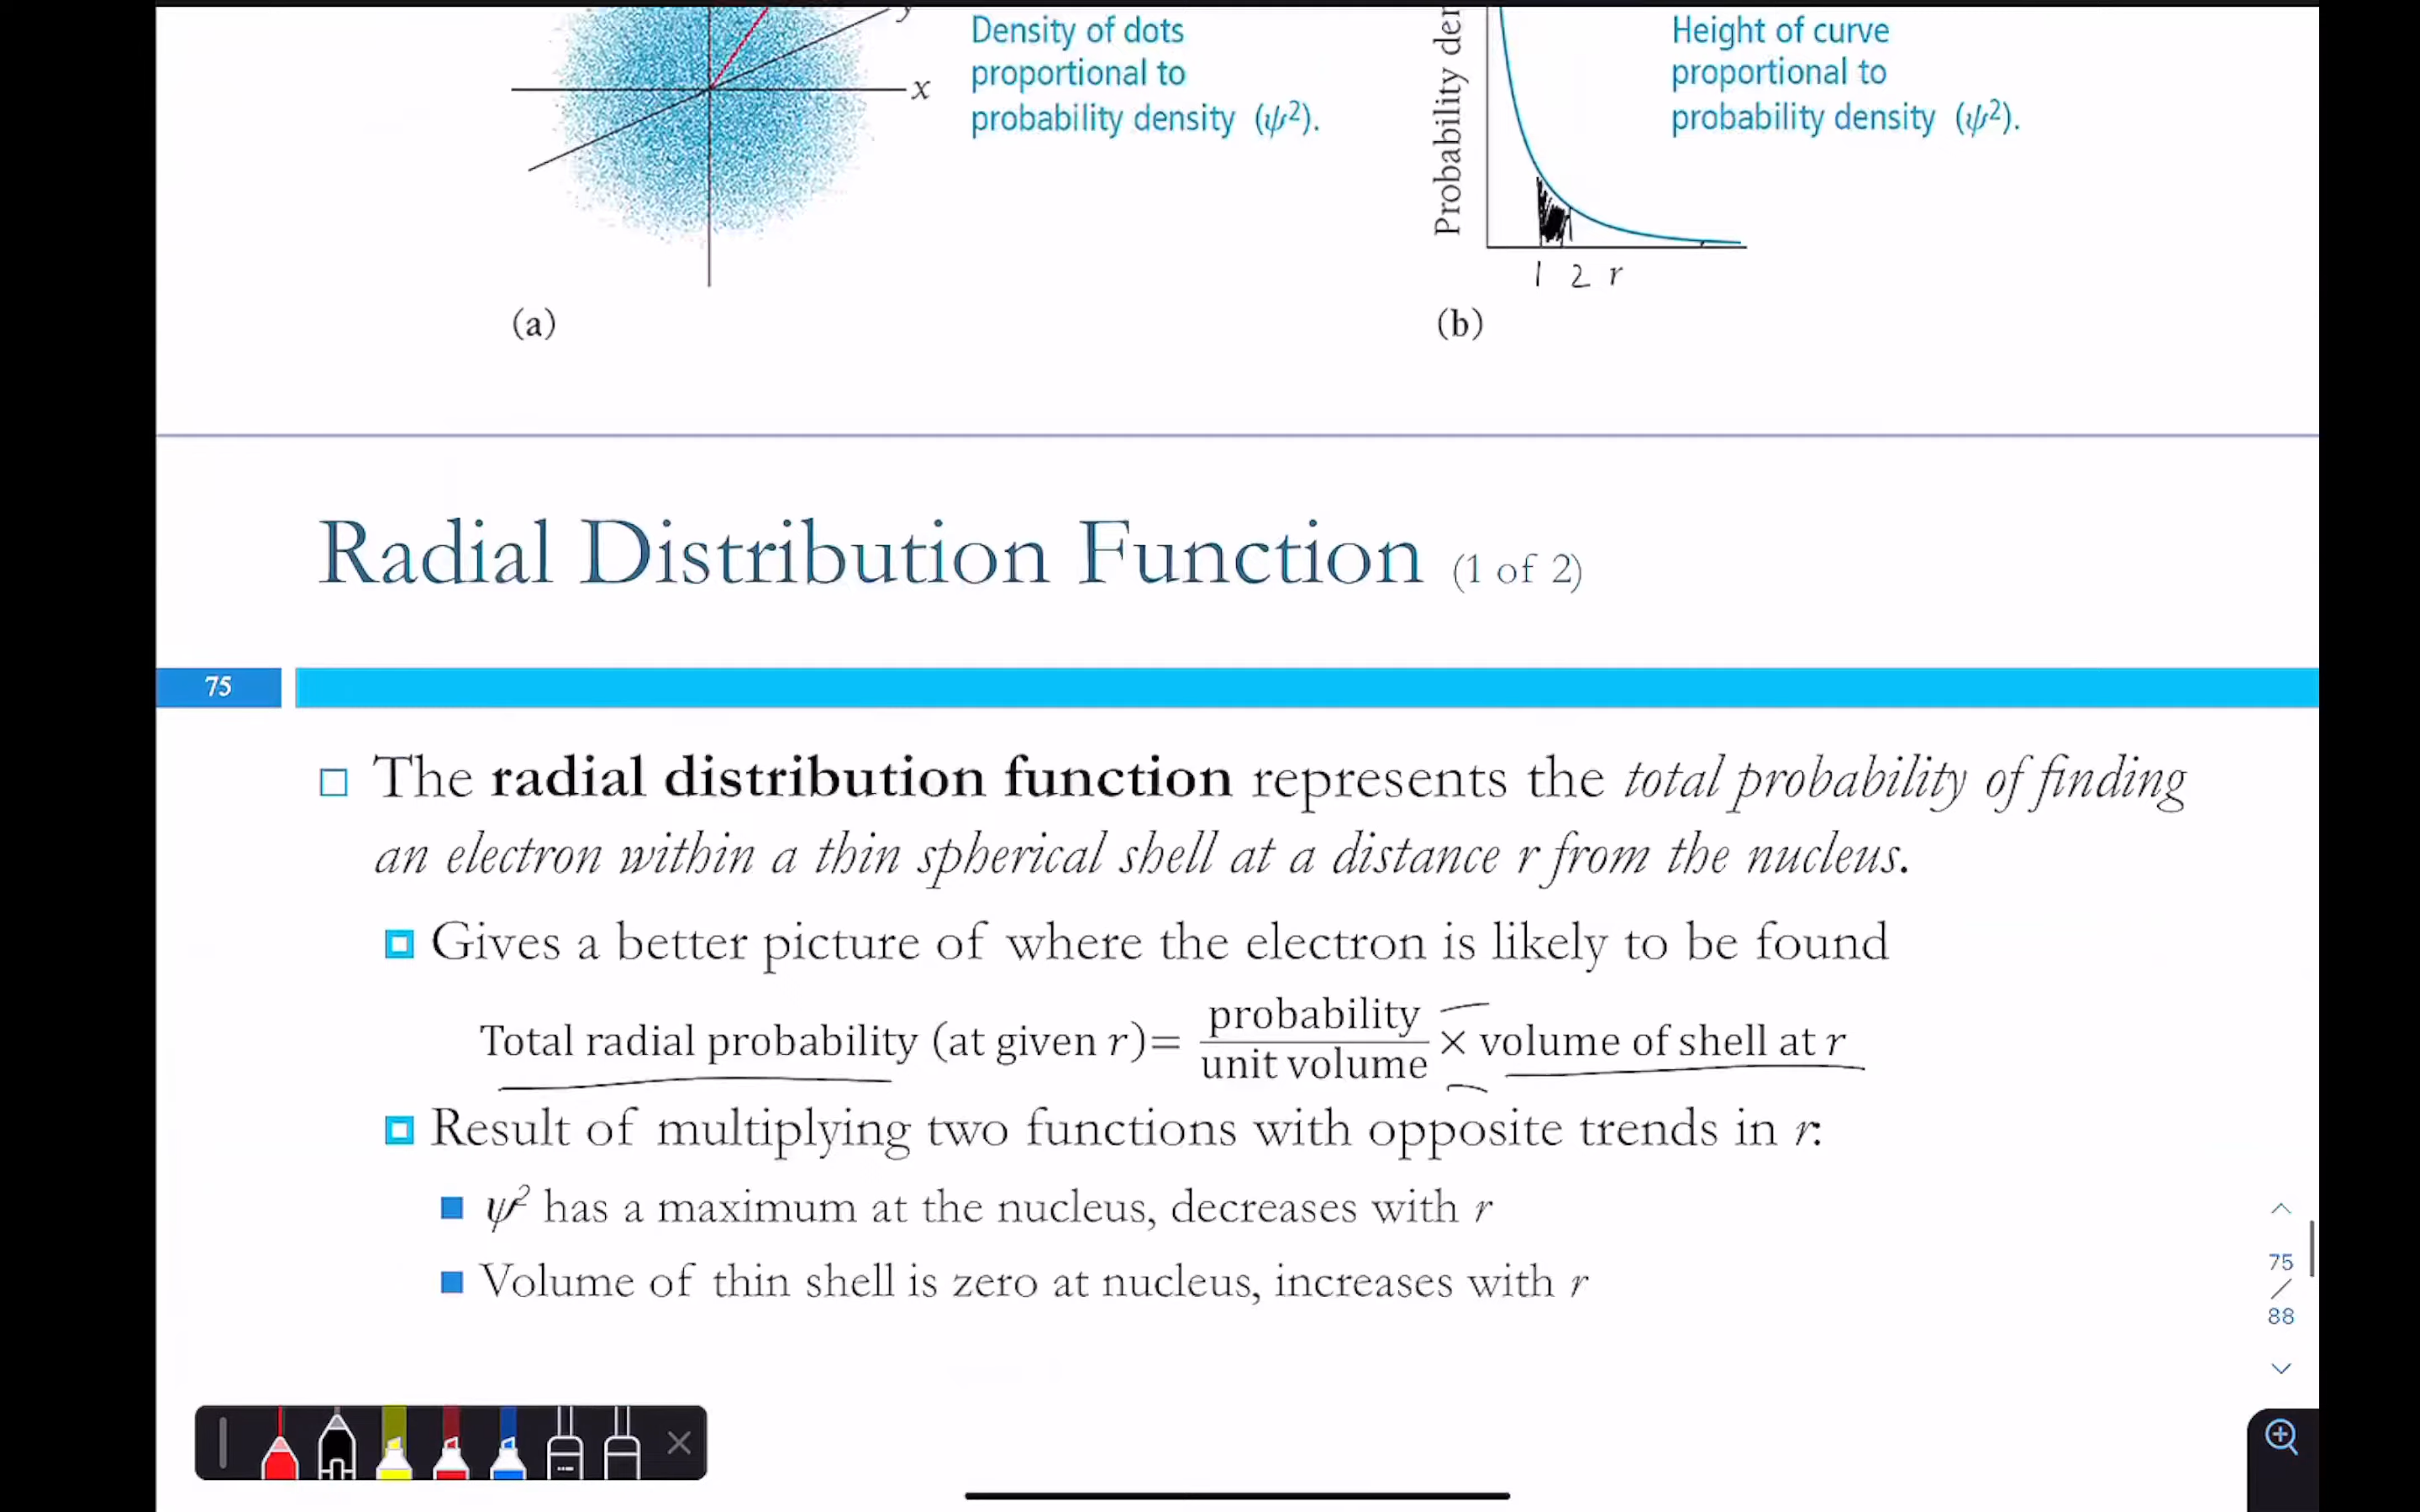 y
x
Density of dots
proportional to
probability density (ψ²).
(a)
Probability der
1 2 r
Height of curve
proportional to
probability density (ψ²).
(b)
Radial Distribution Function (1 of 2)
75
The radial distribution function represents the total probability of finding
an electron within a thin spherical shell at a distance r from the nucleus.
Gives a better picture of where the electron is likely to be found
Total radial probability (at given r)= probability / unit volume × volume of shell at r
Result of multiplying two functions with opposite trends in r:
ψ² has a maximum at the nucleus, decreases with r
Volume of thin shell is zero at nucleus, increases with r
75
/
88